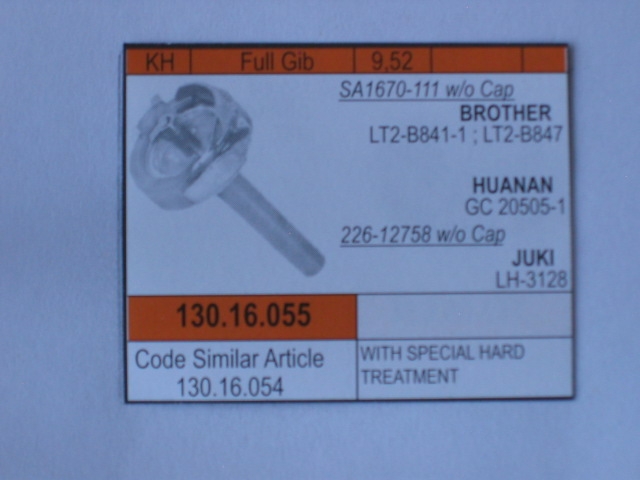 KH Full Gib 9,52
SA1670-111 w/o Cap
BROTHER
LT2-B841-1 ; LT2-B847
HUANAN
GC 20505-1
226-12758 w/o Cap
JUKI
LH-3128
130.16.055
Code Similar Article
130.16.054
WITH SPECIAL HARD
TREATMENT